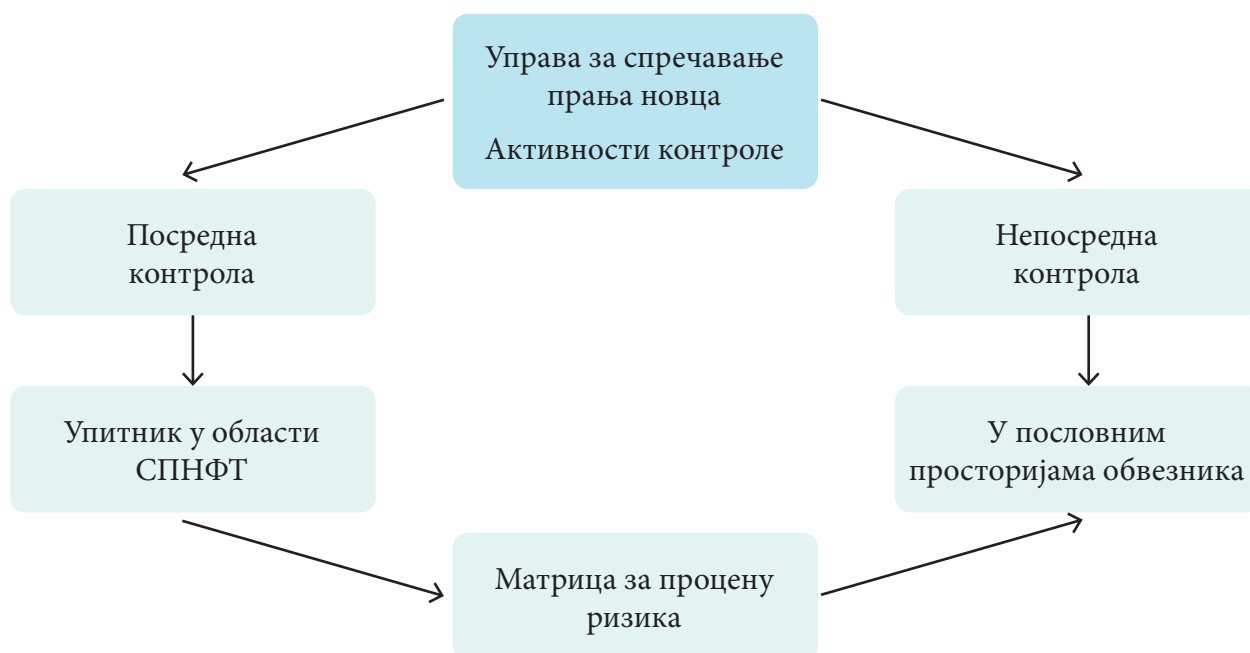 Управа за спречавање
прања новца
Активности контроле
Посредна
контрола
Непосредна
контрола
Упитник у области
СПНФТ
У пословним
просторијама обвезника
Матрица за процену
ризика